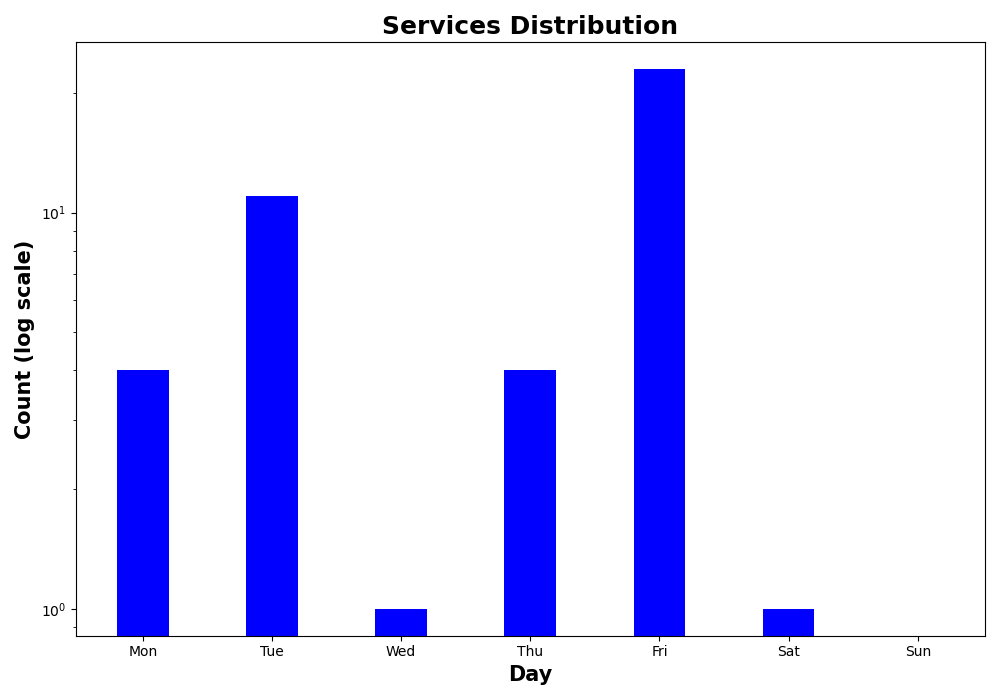 Services Distribution
Count (log scale)
10¹
10⁰
Mon Tue Wed Thu Fri Sat Sun
Day